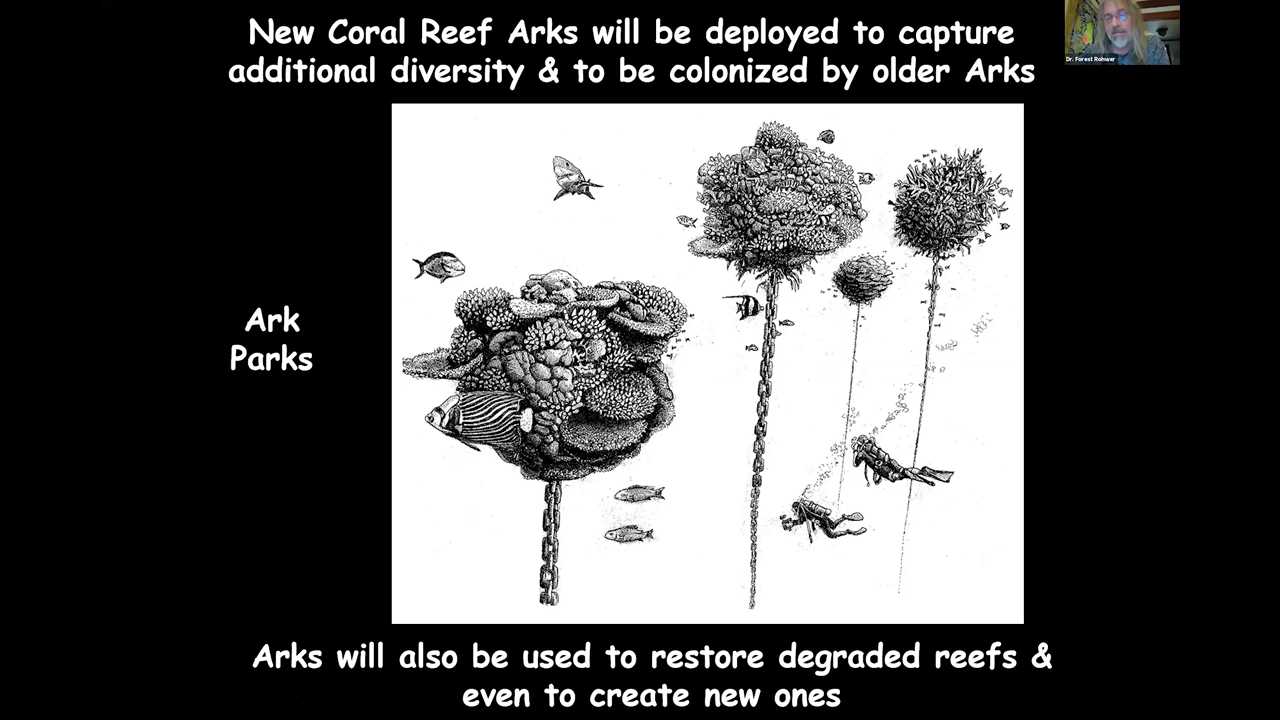 New Coral Reef Arks will be deployed to capture
additional diversity & to be colonized by older Arks
Dr. Forest Rohwer
Ark
Parks
Arks will also be used to restore degraded reefs &
even to create new ones